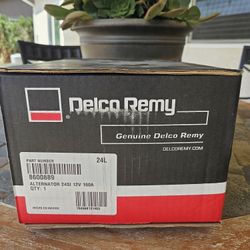 Delco Remy
Genuine Delco Remy
DELCOREMY.COM
PART NUMBER
24L
8600889
ALTERNATOR 24SI 12V 160A
QTY: 1